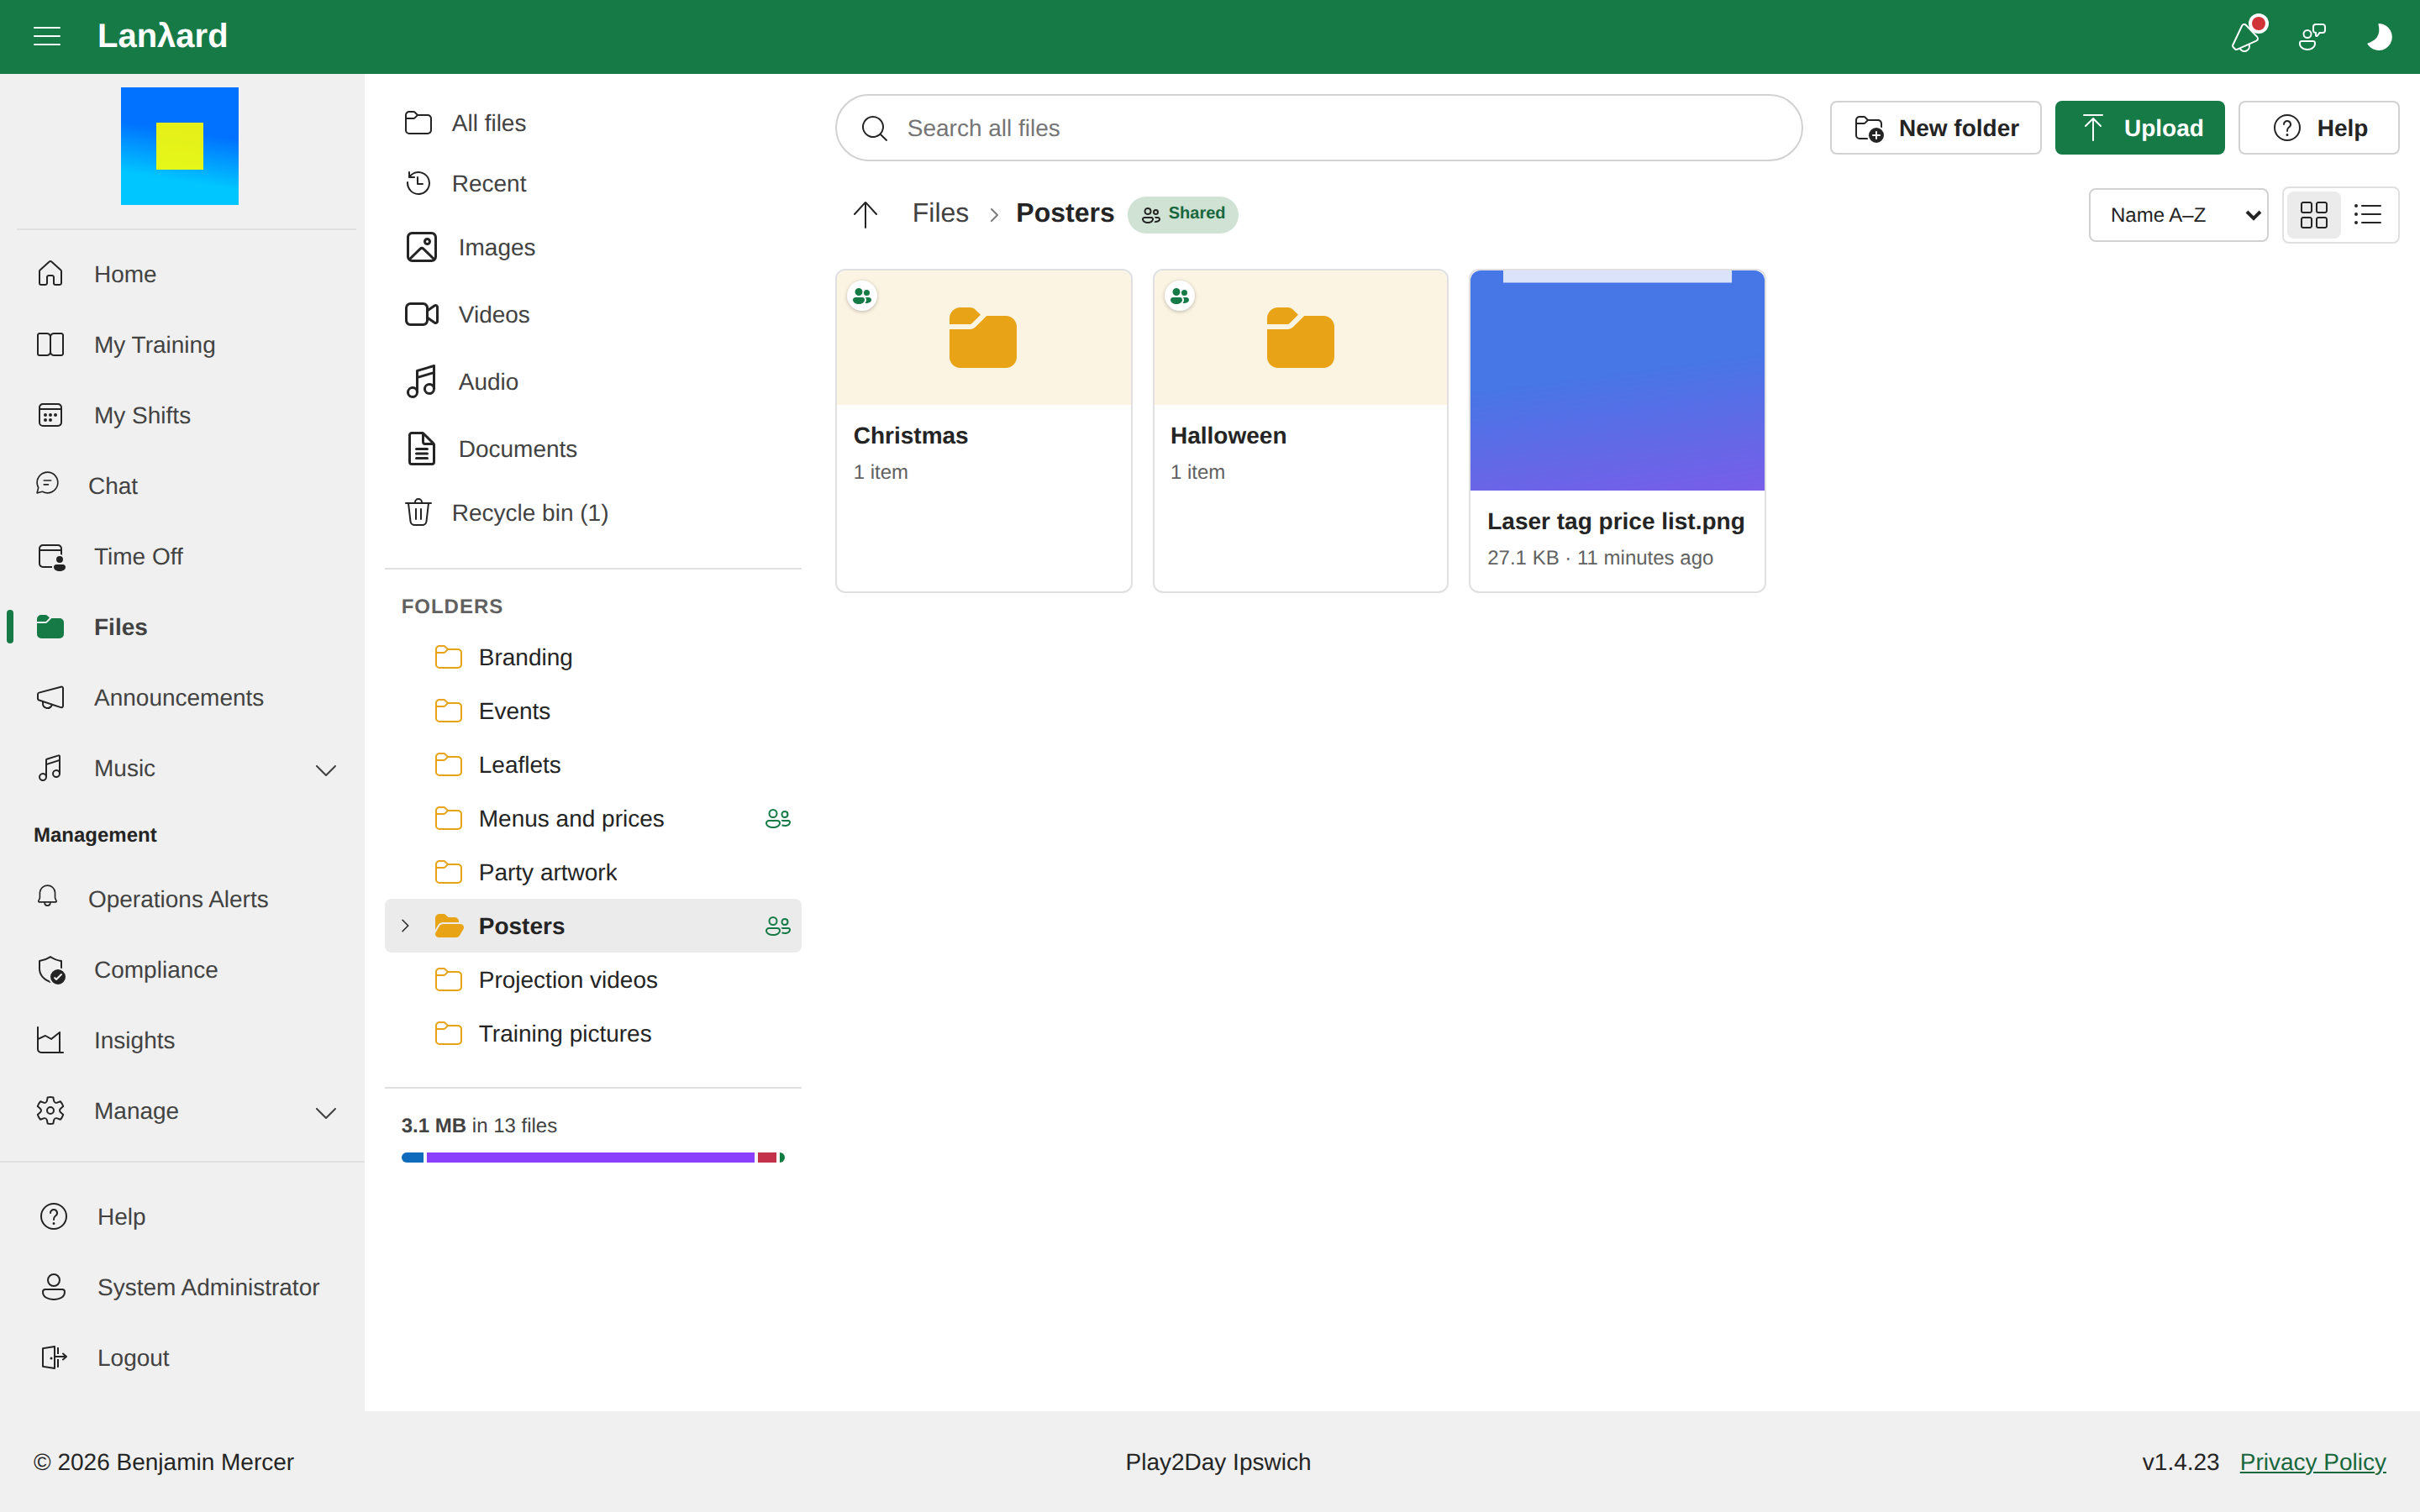 Lanλard
Home
My Training
My Shifts
Chat
Time Off
Files
Announcements
Music
Management
Operations Alerts
Compliance
Insights
Manage
Help
System Administrator
Logout
All files
Recent
Images
Videos
Audio
Documents
Recycle bin (1)
FOLDERS
Branding
Events
Leaflets
Menus and prices
Party artwork
Posters
Projection videos
Training pictures
3.1 MB in 13 files
Search all files
New folder
Upload
Help
Files
Posters
Shared
Name A–Z
Christmas
1 item
Halloween
1 item
Laser tag price list.png
27.1 KB · 11 minutes ago
© 2026 Benjamin Mercer
Play2Day Ipswich
v1.4.23
Privacy Policy